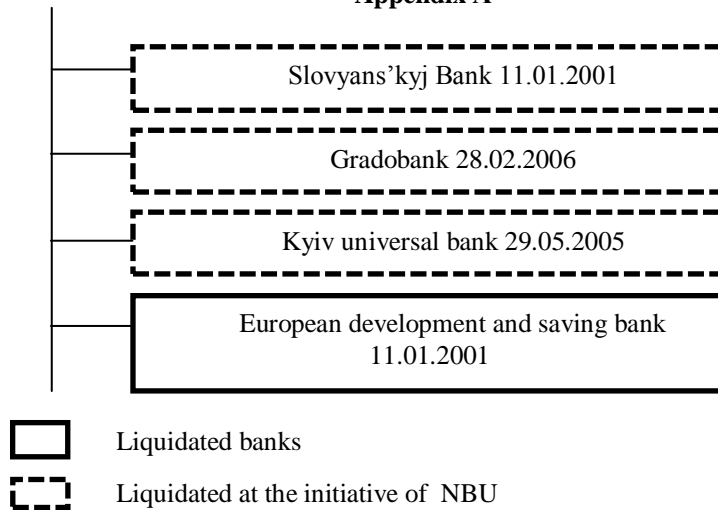 Appendix A
Slovyans’kyj Bank 11.01.2001
Gradobank 28.02.2006
Kyiv universal bank 29.05.2005
European development and saving bank
11.01.2001
Liquidated banks
Liquidated at the initiative of NBU